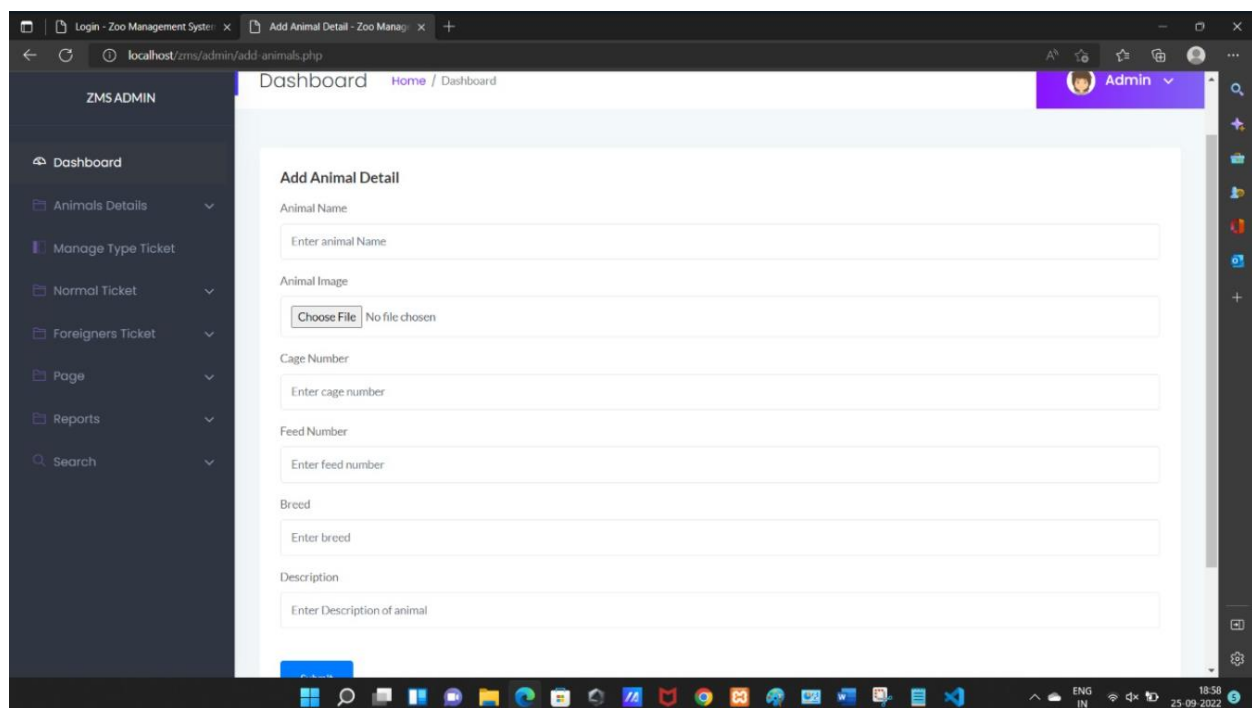 Login - Zoo Management System
Add Animal Detail - Zoo Manag
localhost/zms/admin/add-animals.php
ZMS ADMIN
Dashboard
Home / Dashboard
Admin
Dashboard
Animals Details
Manage Type Ticket
Normal Ticket
Foreigners Ticket
Page
Reports
Search
Add Animal Detail
Animal Name
Enter animal Name
Animal Image
Choose File No file chosen
Cage Number
Enter cage number
Feed Number
Enter feed number
Breed
Enter breed
Description
Enter Description of animal
Submit
ENG
IN
18:58
25-09-2022
5